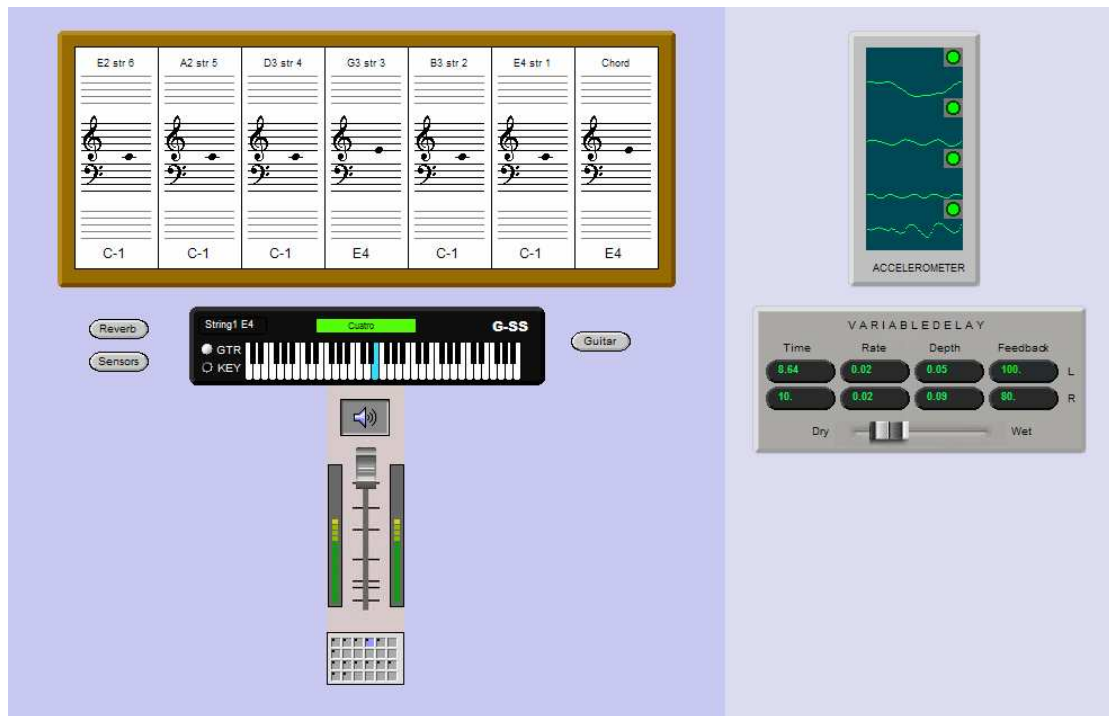 E2 str 6 A2 str 5 D3 str 4 G3 str 3 B3 str 2 E4 str 1 Chord
C-1 C-1 C-1 E4 C-1 C-1 E4
ACCELEROMETER
Reverb
Sensors
String1 E4 Cuatro G-SS
GTR
KEY
Guitar
VARIABLEDELAY
Time Rate Depth Feedback
8.64 0.02 0.05 100. L
10. 0.02 0.09 80. R
Dry Wet